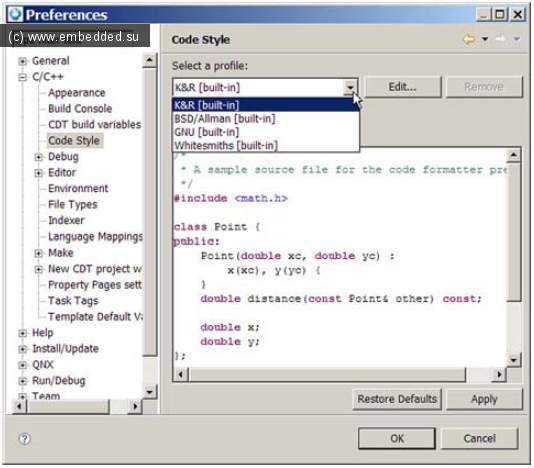 Preferences
(c) www.embedded.su
General
C/C++
Appearance
Build Console
CDT build variables
Code Style
Debug
Editor
Environment
File Types
Indexer
Language Mappings
Make
New CDT project w
Property Pages sett
Task Tags
Template Default Va
Help
Install/Update
QNX
Run/Debug
Team
Code Style
Select a profile:
K&R [built-in]
Edit...
Remove
K&R [built-in]
BSD/Allman [built-in]
GNU [built-in]
Whitesmiths [built-in]
/*
* A sample source file for the code formatter pre
*/
#include <math.h>
class Point {
public:
Point(double xc, double yc) :
x(xc), y(yc) {
}
double distance(const Point& other) const;
double x;
double y;
};
Restore Defaults
Apply
?
OK
Cancel